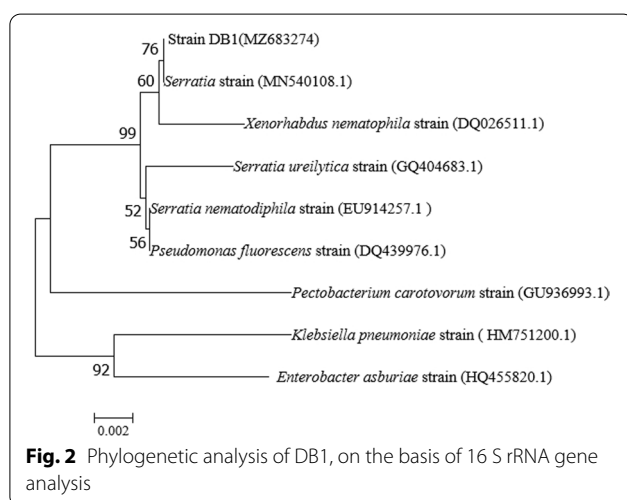 Strain DB1(MZ683274)
76
60
Serratia strain (MN540108.1)
Xenorhabdus nematophila strain (DQ026511.1)
99
Serratia ureilytica strain (GQ404683.1)
52
Serratia nematodiphila strain (EU914257.1 )
56
Pseudomonas fluorescens strain (DQ439976.1)
Pectobacterium carotovorum strain (GU936993.1)
Klebsiella pneumoniae strain ( HM751200.1)
92
Enterobacter asburiae strain (HQ455820.1)
0.002
Fig. 2 Phylogenetic analysis of DB1, on the basis of 16 S rRNA gene
analysis